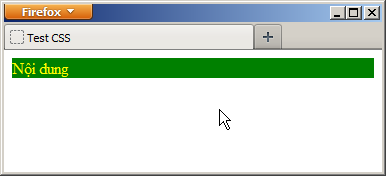 Firefox
Test CSS
Nội dung